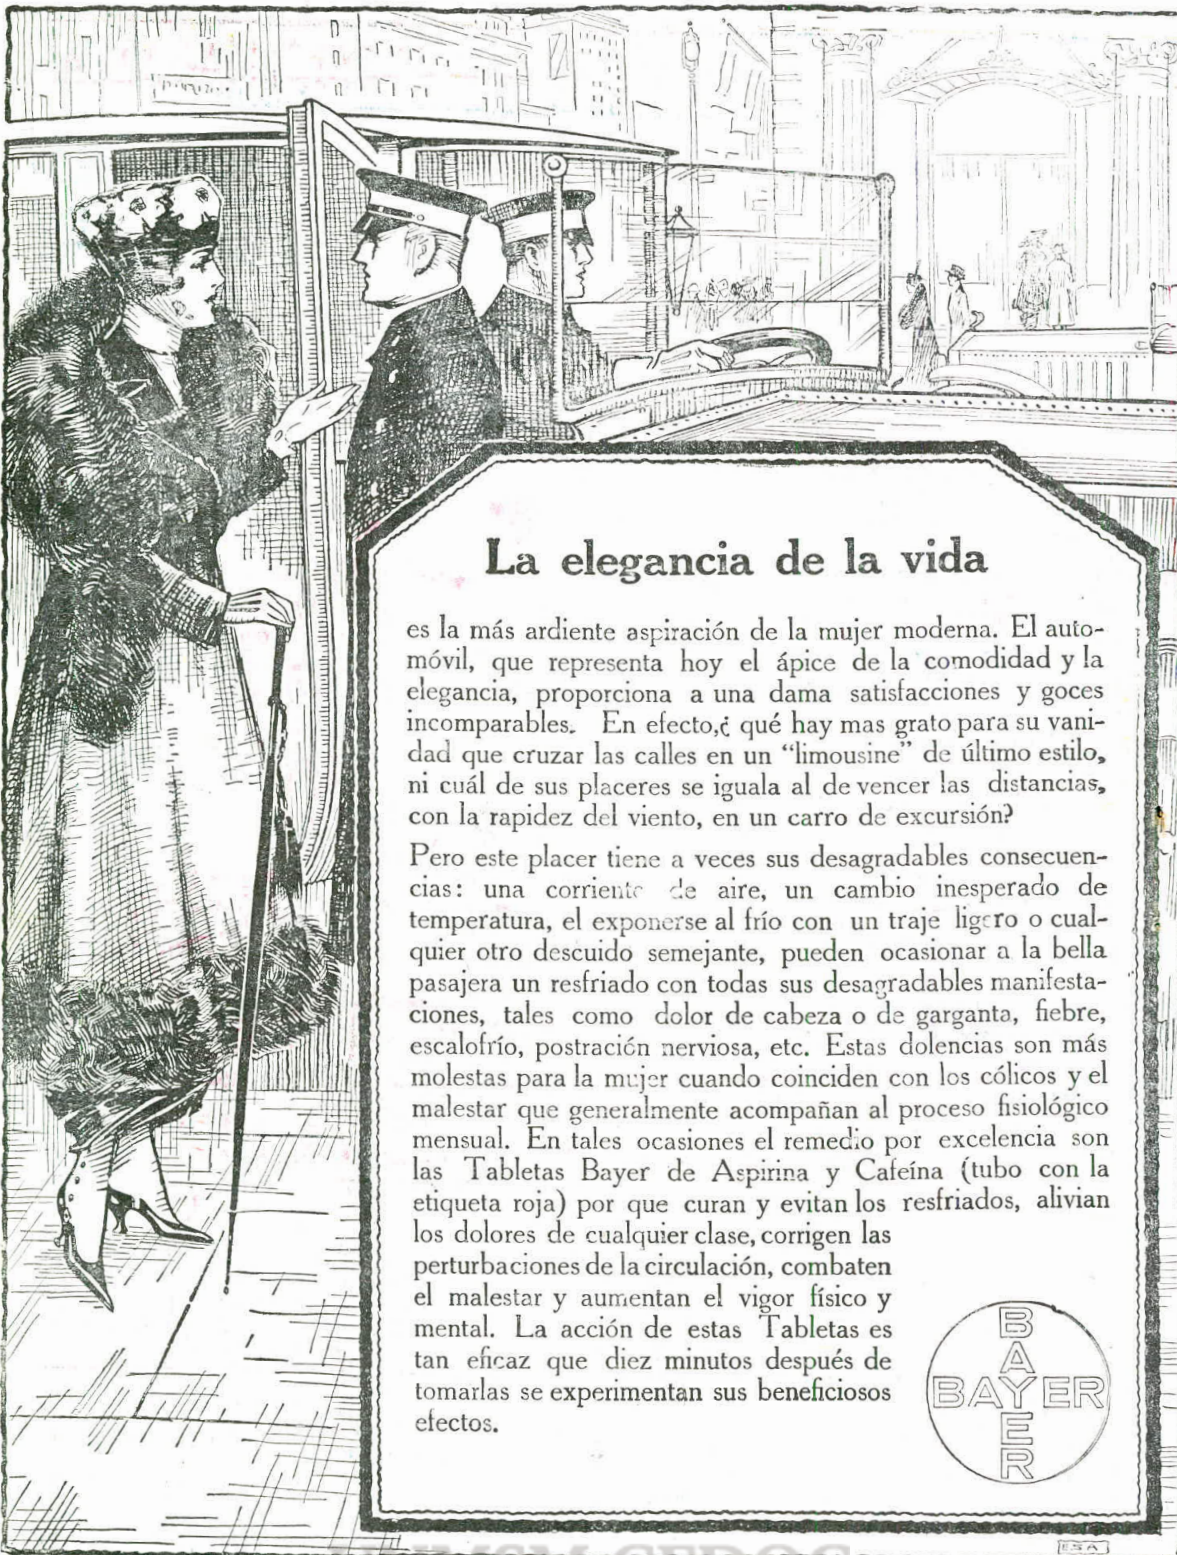 La elegancia de la vida
es la más ardiente aspiración de la mujer moderna. El auto-
móvil, que representa hoy el ápice de la comodidad y la
elegancia, proporciona a una dama satisfacciones y goces
incomparables. En efecto,¿ qué hay mas grato para su vani-
dad que cruzar las calles en un “limousine” de último estilo,
ni cuál de sus placeres se iguala al de vencer las distancias,
con la rapidez del viento, en un carro de excursión?
Pero este placer tiene a veces sus desagradables consecuen-
cias: una corriente de aire, un cambio inesperado de
temperatura, el exponerse al frío con un traje ligero o cual-
quier otro descuido semejante, pueden ocasionar a la bella
pasajera un resfriado con todas sus desagradables manifesta-
ciones, tales como dolor de cabeza o de garganta, fiebre,
escalofrío, postración nerviosa, etc. Estas dolencias son más
molestas para la mujer cuando coinciden con los cólicos y el
malestar que generalmente acompañan al proceso fisiológico
mensual. En tales ocasiones el remedio por excelencia son
las Tabletas Bayer de Aspirina y Cafeína (tubo con la
etiqueta roja) por que curan y evitan los resfriados, alivian
los dolores de cualquier clase, corrigen las
perturbaciones de la circulación, combaten
el malestar y aumentan el vigor físico y
mental. La acción de estas Tabletas es
tan eficaz que diez minutos después de
tomarlas se experimentan sus beneficiosos
efectos.
BAYER
BAYER
E.S.A.